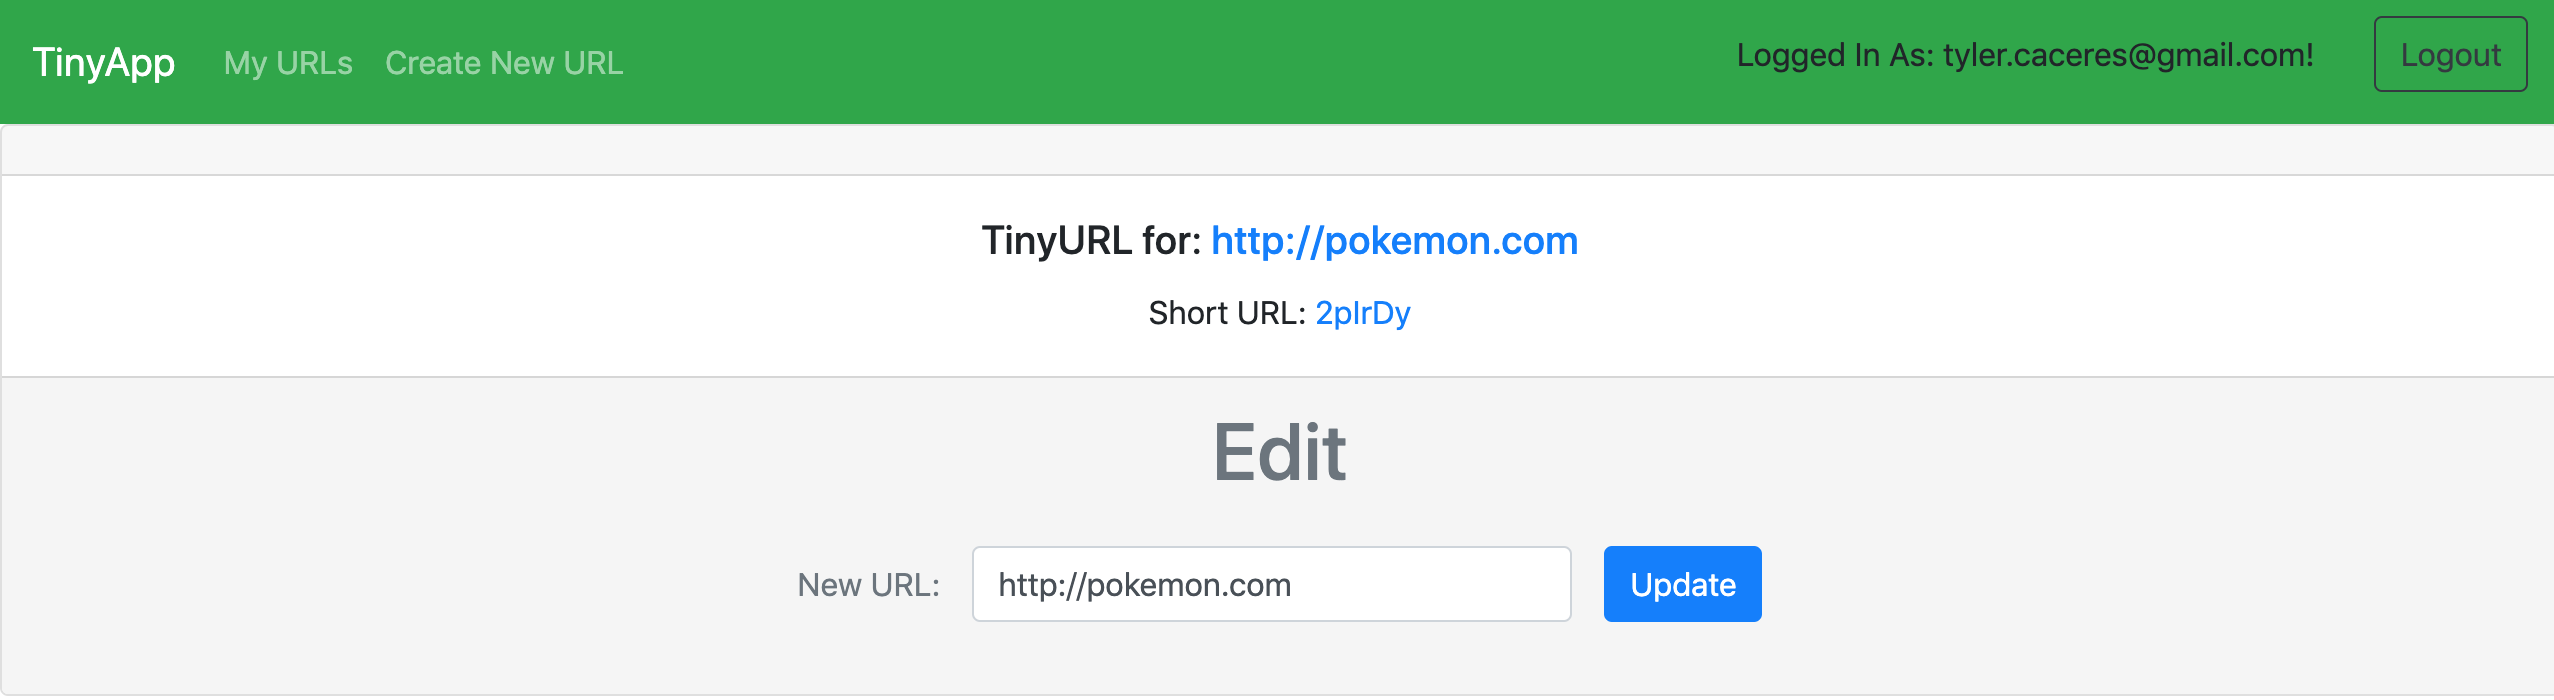 TinyApp My URLs Create New URL Logged In As: tyler.caceres@gmail.com! Logout
TinyURL for: http://pokemon.com
Short URL: 2pIrDy
Edit
New URL: http://pokemon.com Update